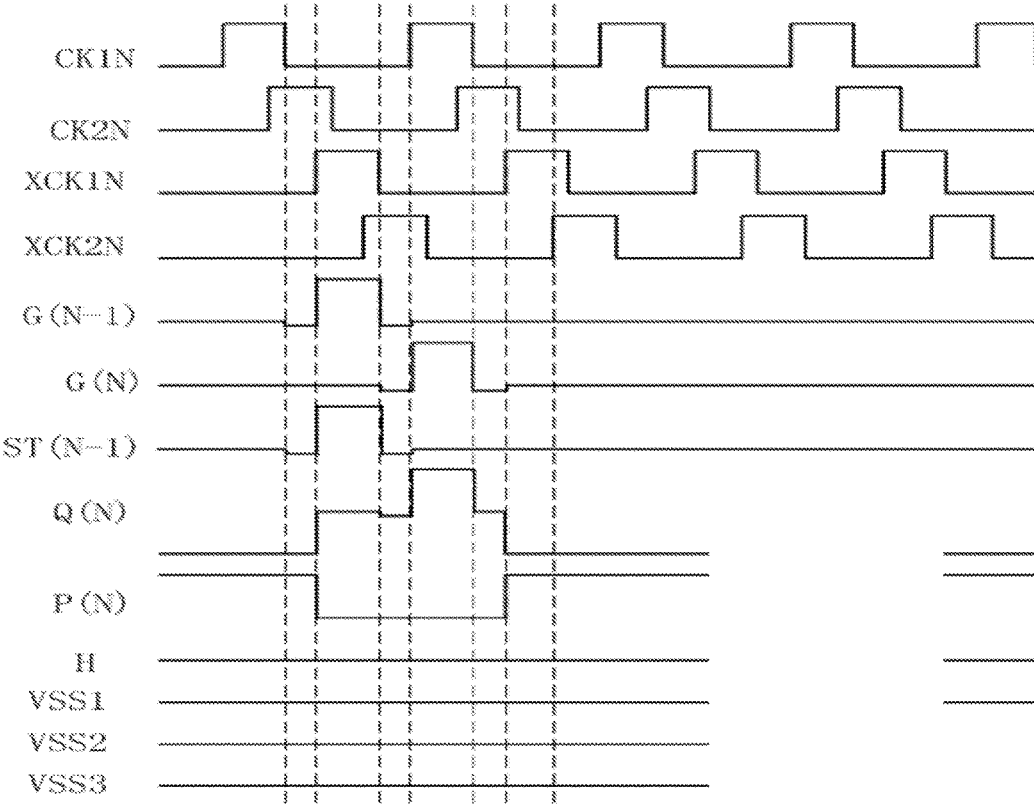 CK1N
CK2N
XCK1N
XCK2N
G(N-1)
G(N)
ST(N-1)
Q(N)
P(N)
H
VSS1
VSS2
VSS3